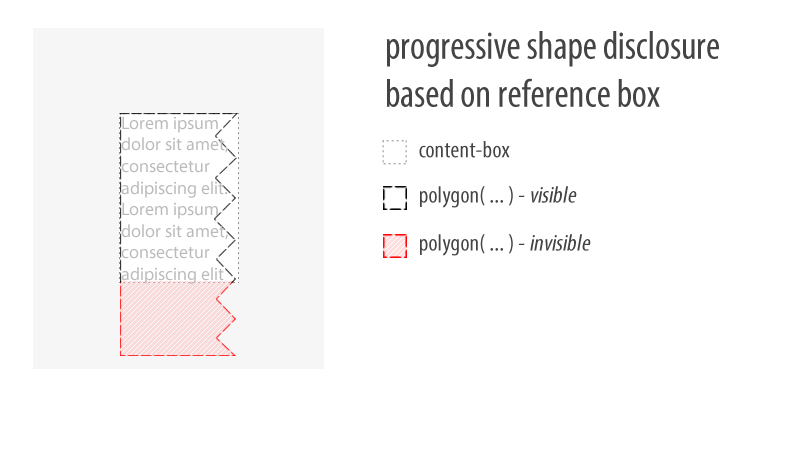 progressive shape disclosure
based on reference box
content-box
polygon( ... ) - visible
polygon( ... ) - invisible
Lorem ipsum
dolor sit amet,
consectetur
adipiscing elit.
Lorem ipsum
dolor sit amet,
consectetur
adipiscing elit